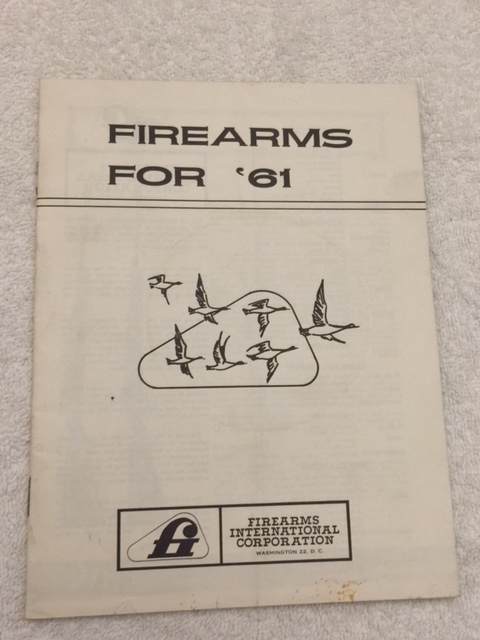 FIREARMS
FOR '61
fi
FIREARMS
INTERNATIONAL
CORPORATION
WASHINGTON 22, D. C.